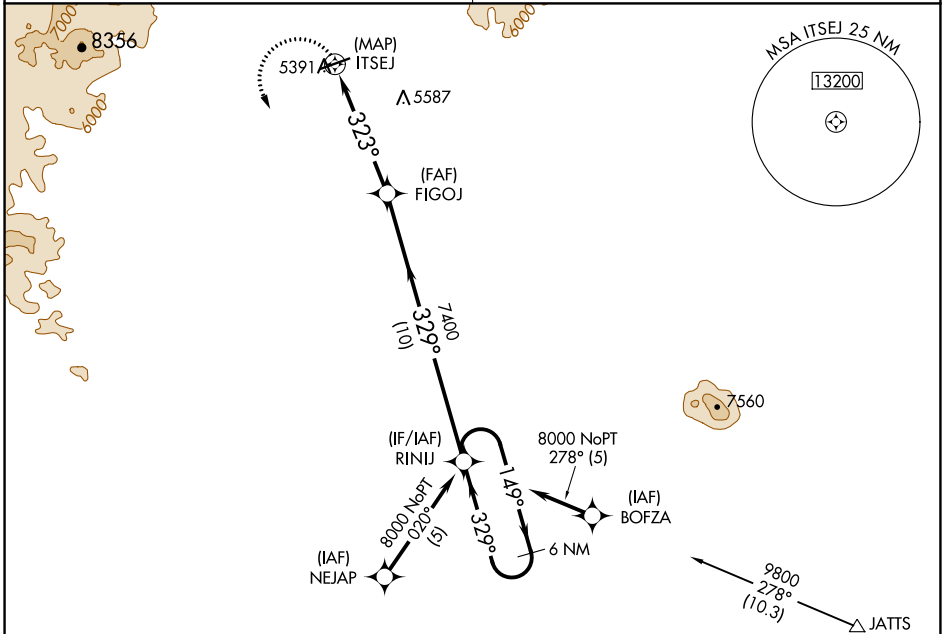 7000
8356
6000
5391
(MAP)
ITSEJ
5587
6000
MSA ITSEJ 25 NM
13200
323°
(FAF)
FIGOJ
7400
329°
(10)
7560
(IF/IAF)
RINIJ
8000 NoPT
278° (5)
149°
329°
6 NM
(IAF)
BOFZA
8000 NoPT
020°
(5)
(IAF)
NEJAP
9800
278°
(10.3)
JATTS